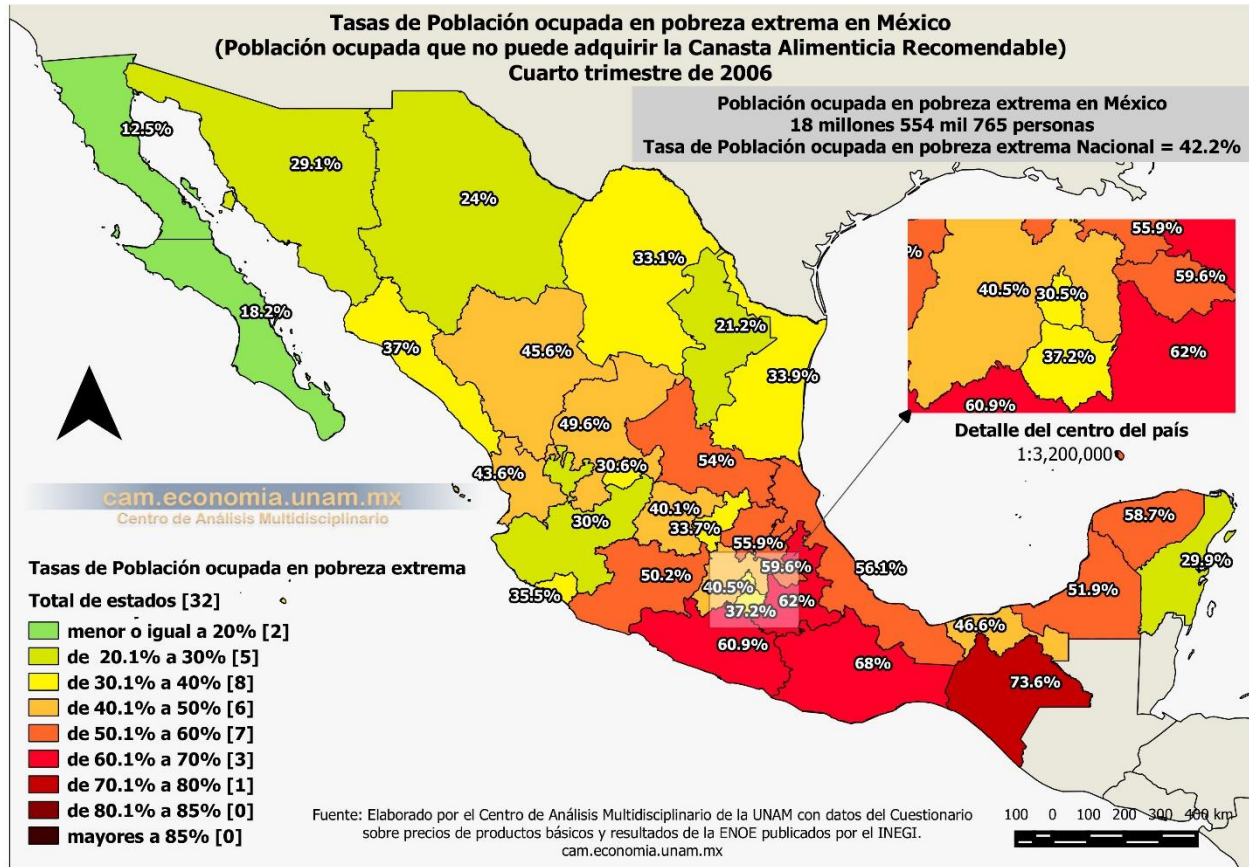 Tasas de Población ocupada en pobreza extrema en México
(Población ocupada que no puede adquirir la Canasta Alimenticia Recomendable)
Cuarto trimestre de 2006
Población ocupada en pobreza extrema en México
18 millones 554 mil 765 personas
Tasa de Población ocupada en pobreza extrema Nacional = 42.2%
12.5%
29.1%
24%
33.1%
18.2%
37%
45.6%
21.2%
33.9%
49.6%
43.6%
30.6%
54%
40.1%
33.7%
30%
55.9%
59.6%
56.1%
50.2%
40.5%
35.5%
37.2%
62%
60.9%
68%
46.6%
73.6%
58.7%
51.9%
29.9%
%
55.9%
59.6%
40.5%
30.5%
37.2%
62%
60.9%
Detalle del centro del país
1:3,200,000
cam.economia.unam.mx
Centro de Análisis Multidisciplinario
Tasas de Población ocupada en pobreza extrema
Total de estados [32]
menor o igual a 20% [2]
de 20.1% a 30% [5]
de 30.1% a 40% [8]
de 40.1% a 50% [6]
de 50.1% a 60% [7]
de 60.1% a 70% [3]
de 70.1% a 80% [1]
de 80.1% a 85% [0]
mayores a 85% [0]
Fuente: Elaborado por el Centro de Análisis Multidisciplinario de la UNAM con datos del Cuestionario
sobre precios de productos básicos y resultados de la ENOE publicados por el INEGI.
cam.economia.unam.mx
100 0 100 200 300 400 km